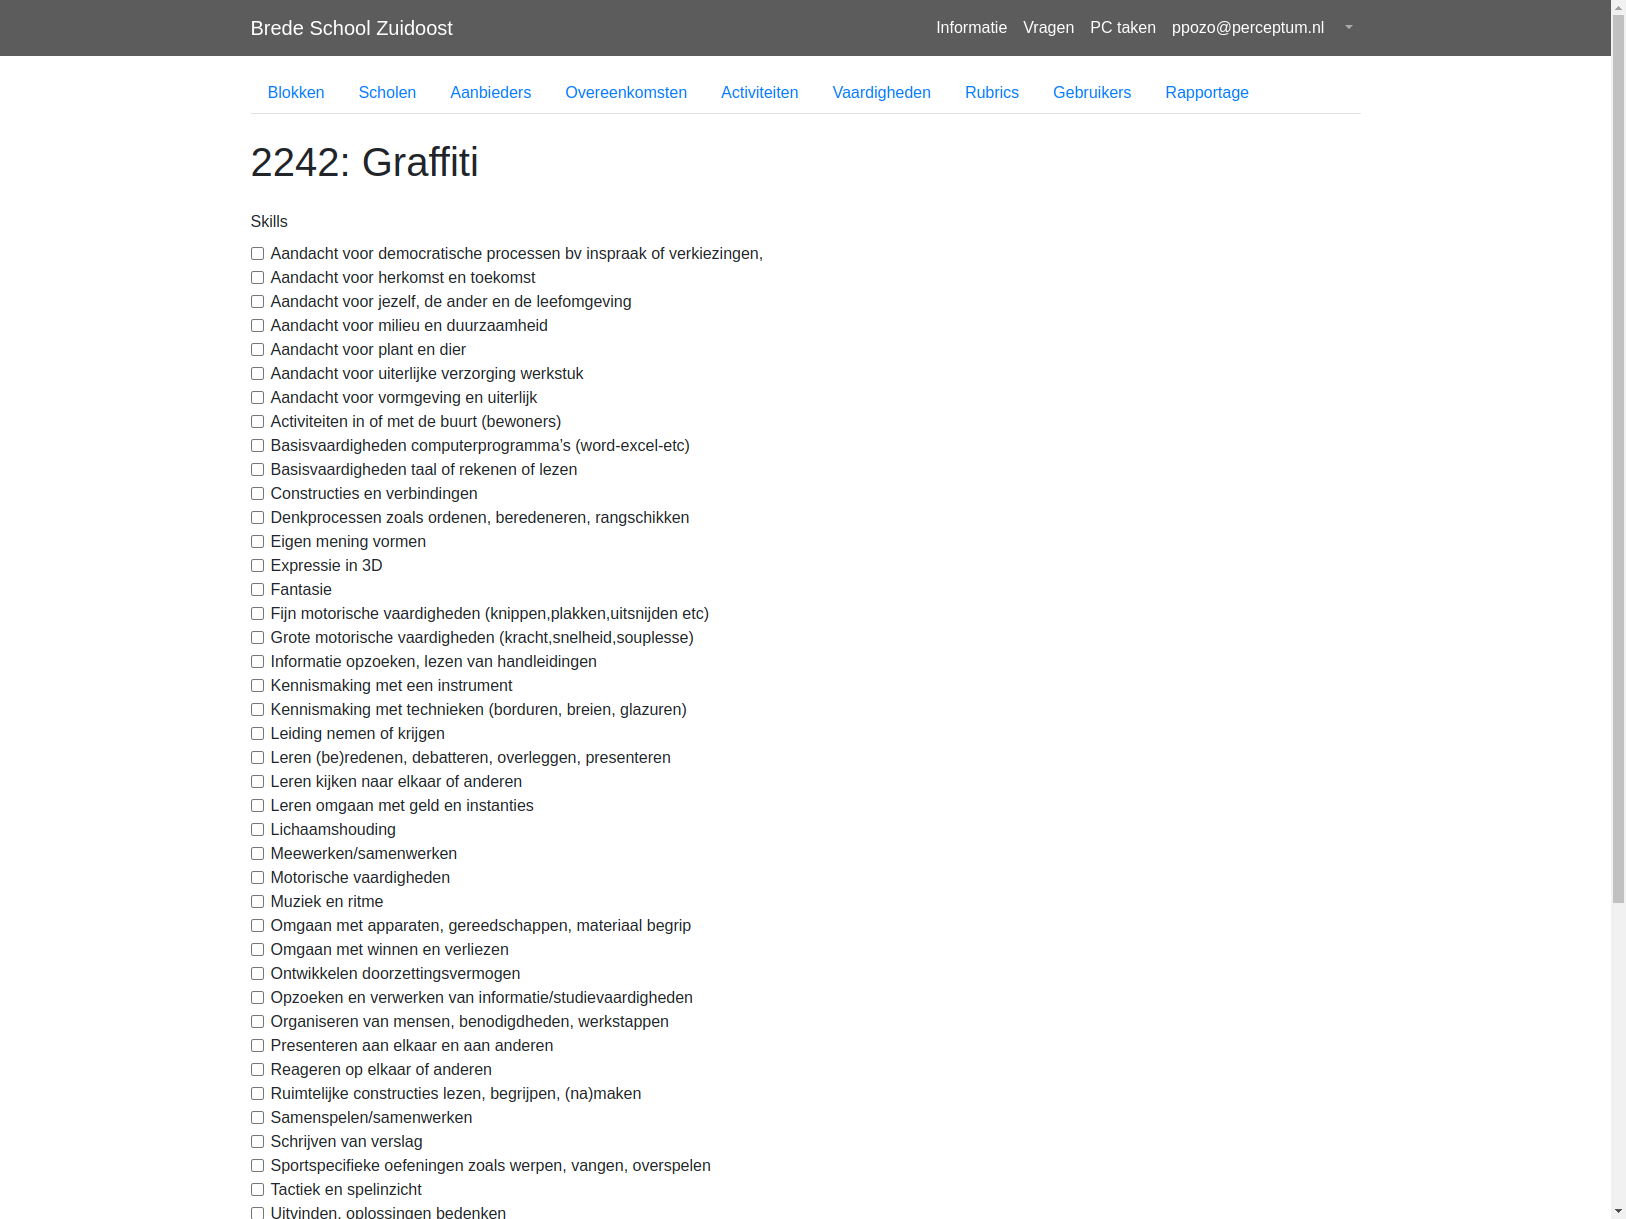 Brede School Zuidoost
Informatie Vragen PC taken ppozo@perceptum.nl
Blokken Scholen Aanbieders Overeenkomsten Activiteiten Vaardigheden Rubrics Gebruikers Rapportage
2242: Graffiti
Skills
Aandacht voor democratische processen bv inspraak of verkiezingen,
Aandacht voor herkomst en toekomst
Aandacht voor jezelf, de ander en de leefomgeving
Aandacht voor milieu en duurzaamheid
Aandacht voor plant en dier
Aandacht voor uiterlijke verzorging werkstuk
Aandacht voor vormgeving en uiterlijk
Activiteiten in of met de buurt (bewoners)
Basisvaardigheden computerprogramma’s (word-excel-etc)
Basisvaardigheden taal of rekenen of lezen
Constructies en verbindingen
Denkprocessen zoals ordenen, beredeneren, rangschikken
Eigen mening vormen
Expressie in 3D
Fantasie
Fijn motorische vaardigheden (knippen,plakken,uitsnijden etc)
Grote motorische vaardigheden (kracht,snelheid,souplesse)
Informatie opzoeken, lezen van handleidingen
Kennismaking met een instrument
Kennismaking met technieken (borduren, breien, glazuren)
Leiding nemen of krijgen
Leren (be)redenen, debatteren, overleggen, presenteren
Leren kijken naar elkaar of anderen
Leren omgaan met geld en instanties
Lichaamshouding
Meewerken/samenwerken
Motorische vaardigheden
Muziek en ritme
Omgaan met apparaten, gereedschappen, materiaal begrip
Omgaan met winnen en verliezen
Ontwikkelen doorzettingsvermogen
Opzoeken en verwerken van informatie/studievaardigheden
Organiseren van mensen, benodigdheden, werkstappen
Presenteren aan elkaar en aan anderen
Reageren op elkaar of anderen
Ruimtelijke constructies lezen, begrijpen, (na)maken
Samenspelen/samenwerken
Schrijven van verslag
Sportspecifieke oefeningen zoals werpen, vangen, overspelen
Tactiek en spelinzicht
Uitvinden, oplossingen bedenken